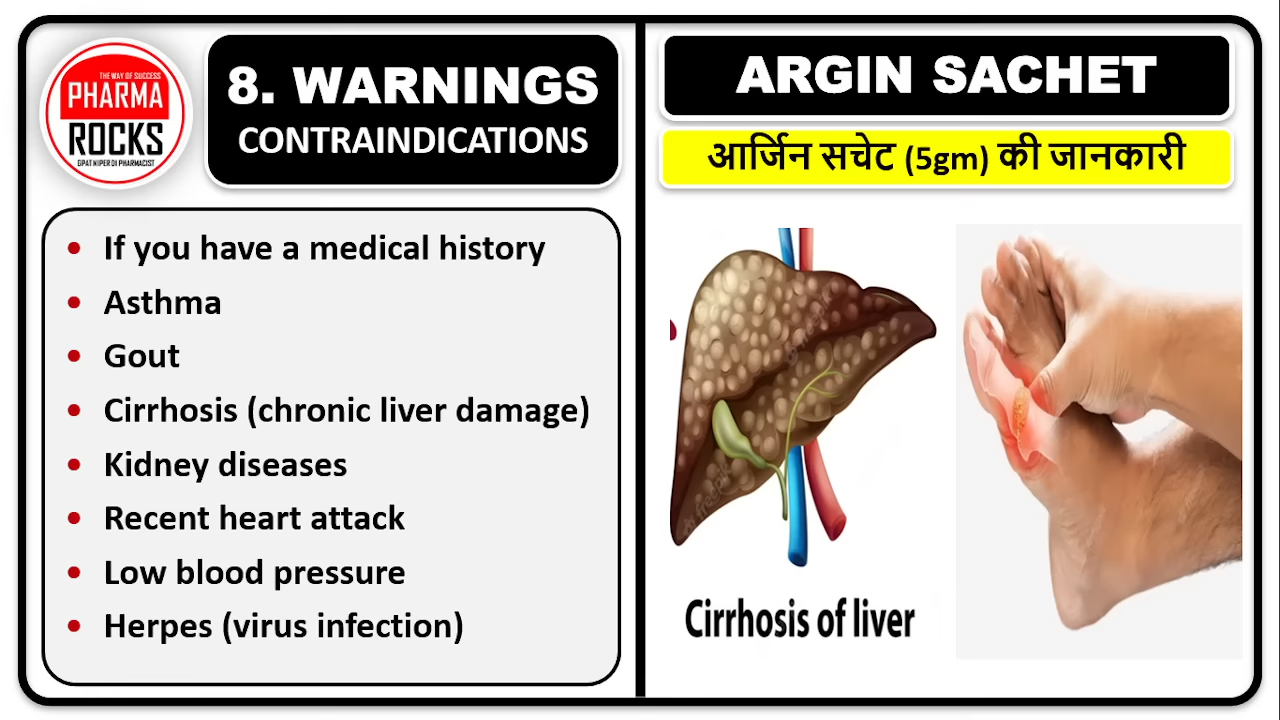 THE WAY OF SUCCESS
PHARMA
ROCKS
GPAT NIPER DI PHARMACIST
8. WARNINGS
CONTRAINDICATIONS
• If you have a medical history
• Asthma
• Gout
• Cirrhosis (chronic liver damage)
• Kidney diseases
• Recent heart attack
• Low blood pressure
• Herpes (virus infection)
ARGIN SACHET
आर्जिन सचेट (5gm) की जानकारी
Cirrhosis of liver